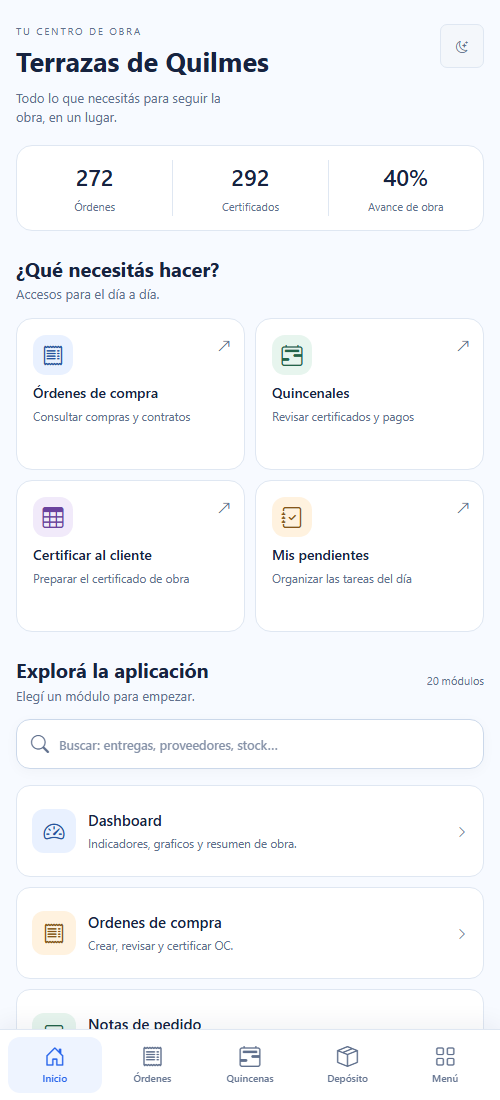 TU CENTRO DE OBRA
Terrazas de Quilmes
Todo lo que necesitás para seguir la
obra, en un lugar.
272
292
40%
Órdenes
Certificados
Avance de obra
¿Qué necesitás hacer?
Accesos para el día a día.
Órdenes de compra
Consultar compras y contratos
Quincenales
Revisar certificados y pagos
Certificar al cliente
Preparar el certificado de obra
Mis pendientes
Organizar las tareas del día
Explorá la aplicación
Elegí un módulo para empezar.
20 módulos
Buscar: entregas, proveedores, stock...
Dashboard
Indicadores, graficos y resumen de obra.
Ordenes de compra
Crear, revisar y certificar OC.
Notas de pedido
Inicio
Órdenes
Quincenas
Depósito
Menú